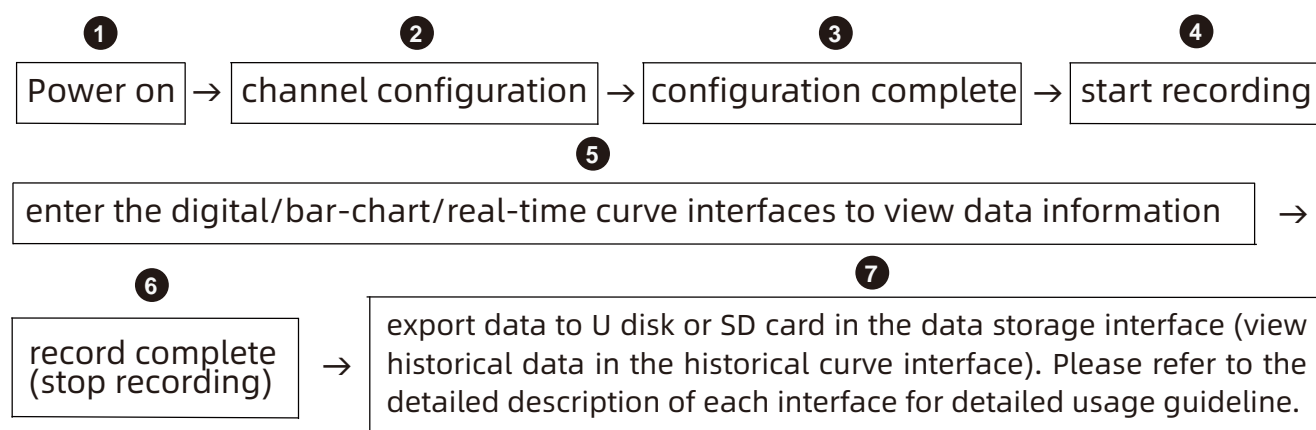 1 2 3 4
Power on → channel configuration → configuration complete → start recording
5
enter the digital/bar-chart/real-time curve interfaces to view data information →
6 7
record complete
(stop recording) →
export data to U disk or SD card in the data storage interface (view
historical data in the historical curve interface). Please refer to the
detailed description of each interface for detailed usage guideline.